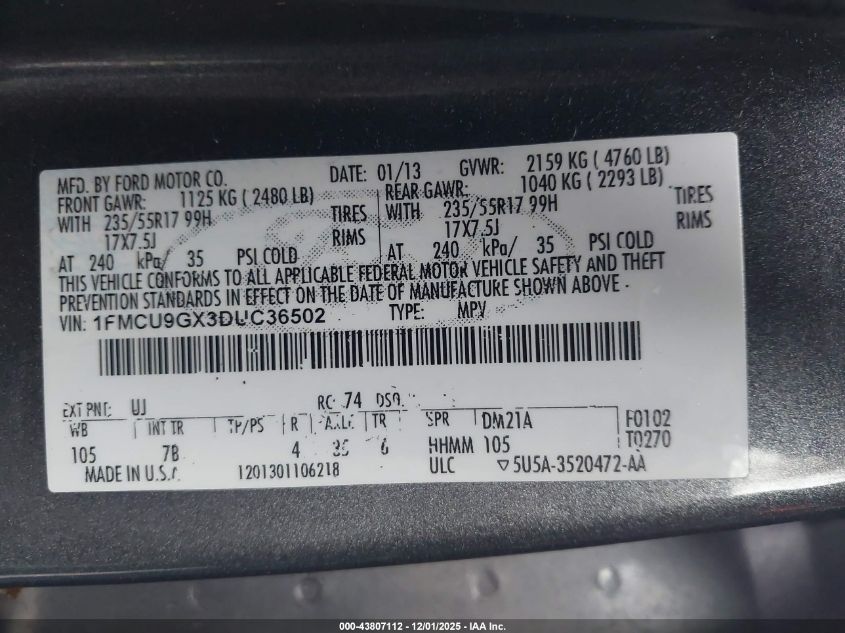 MFD. BY FORD MOTOR CO. DATE: 01/13 GVWR: 2159 KG ( 4760 LB)
FRONT GAWR: 1125 KG ( 2480 LB) REAR GAWR: 1040 KG ( 2293 LB)
WITH 235/55R17 99H TIRES WITH 235/55R17 99H TIRES
17X7.5J RIMS 17X7.5J RIMS
AT 240 kPa/ 35 PSI COLD AT 240 kPa/ 35 PSI COLD
THIS VEHICLE CONFORMS TO ALL APPLICABLE FEDERAL MOTOR VEHICLE SAFETY AND THEFT
PREVENTION STANDARDS IN EFFECT ON THE DATE OF MANUFACTURE SHOWN ABOVE.
VIN: 1FMCU9GX3DUC36502 TYPE: MPV
EXT PNT: UJ RC: 74 DSO:
WB INT TR TP/PS R AXLE TR SPR DM21A F0102
105 7B 4 6 HHMM 105 T0270
MADE IN U.S.A. 1201301106218 ULC 5U5A-3520472-AA
000-43807112 - 12/01/2025 - IAA Inc.